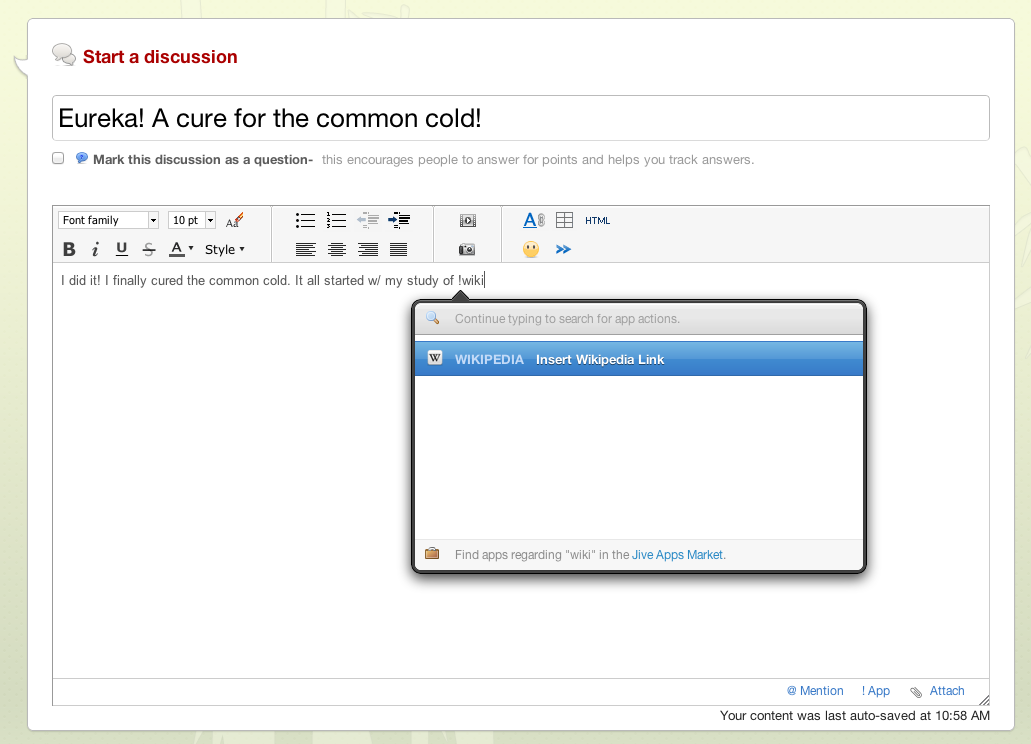 Start a discussion
Eureka! A cure for the common cold!
Mark this discussion as a question- this encourages people to answer for points and helps you track answers.
Font family 10 pt Aa A HTML
B i U S A Style
I did it! I finally cured the common cold. It all started w/ my study of !wiki
Continue typing to search for app actions.
W WIKIPEDIA Insert Wikipedia Link
Find apps regarding "wiki" in the Jive Apps Market.
@ Mention ! App Attach
Your content was last auto-saved at 10:58 AM